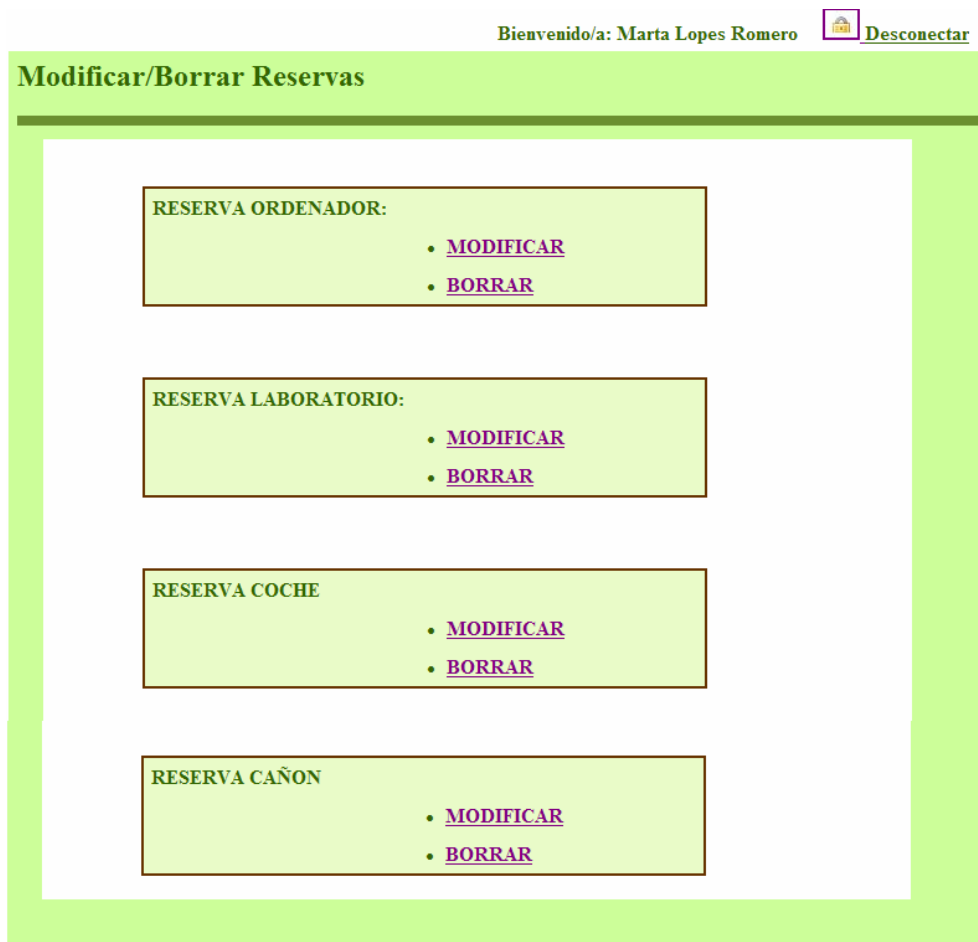 Bienvenido/a: Marta Lopes Romero Desconectar
Modificar/Borrar Reservas
RESERVA ORDENADOR:
• MODIFICAR
• BORRAR
RESERVA LABORATORIO:
• MODIFICAR
• BORRAR
RESERVA COCHE
• MODIFICAR
• BORRAR
RESERVA CAÑON
• MODIFICAR
• BORRAR